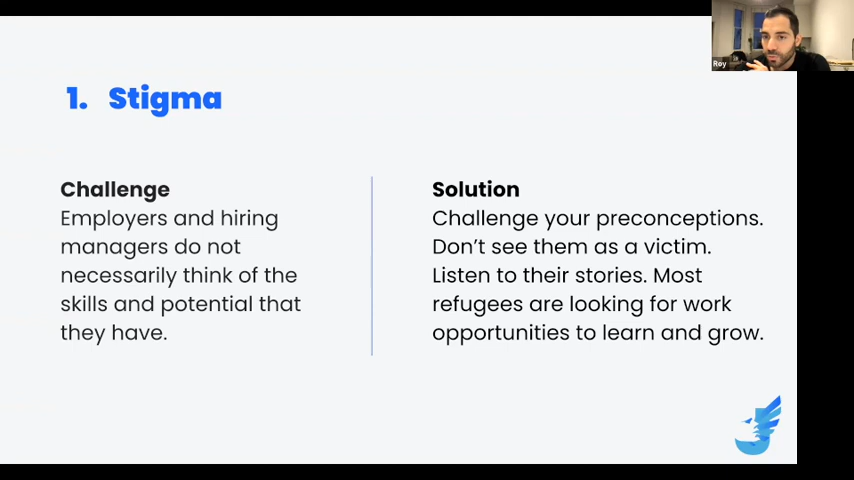 Roy
1. Stigma
Challenge
Employers and hiring
managers do not
necessarily think of the
skills and potential that
they have.
Solution
Challenge your preconceptions.
Don’t see them as a victim.
Listen to their stories. Most
refugees are looking for work
opportunities to learn and grow.